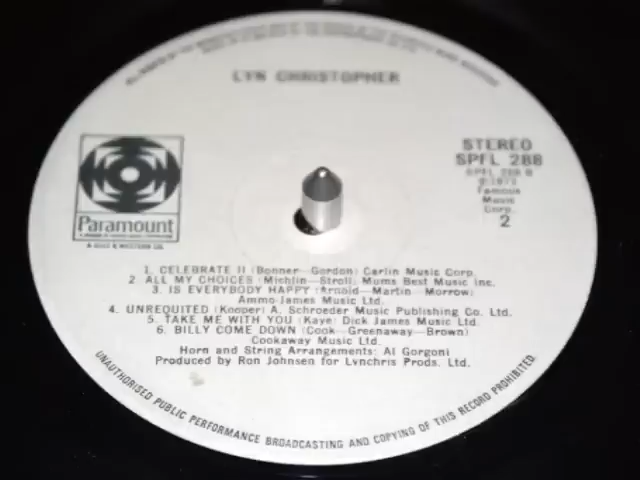 LYN CHRISTOPHER
Paramount
STEREO
SPFL 288
SPFL 288 B
Ⓟ1973
Famous
Music
Corp.
2
1. CELEBRATE II (Bonner-Gordon) Carlin Music Corp.
2. ALL MY CHOICES (Michlin-Stroll) Mums Best Music Inc.
3. IS EVERYBODY HAPPY (Arnold-Martin-Morrow)
Ammo-James Music Ltd.
4. UNREQUITED (Kooper) A. Schroeder Music Publishing Co. Ltd.
5. TAKE ME WITH YOU (Kaye) Dick James Music Ltd.
6. BILLY COME DOWN (Cook-Greenaway-Brown)
Cookaway Music Ltd.
Horn and String Arrangements: Al Gorgoni
Produced by Ron Johnsen for Lynchris Prods. Ltd.
UNAUTHORISED PUBLIC PERFORMANCE BROADCASTING AND COPYING OF THIS RECORD PROHIBITED.